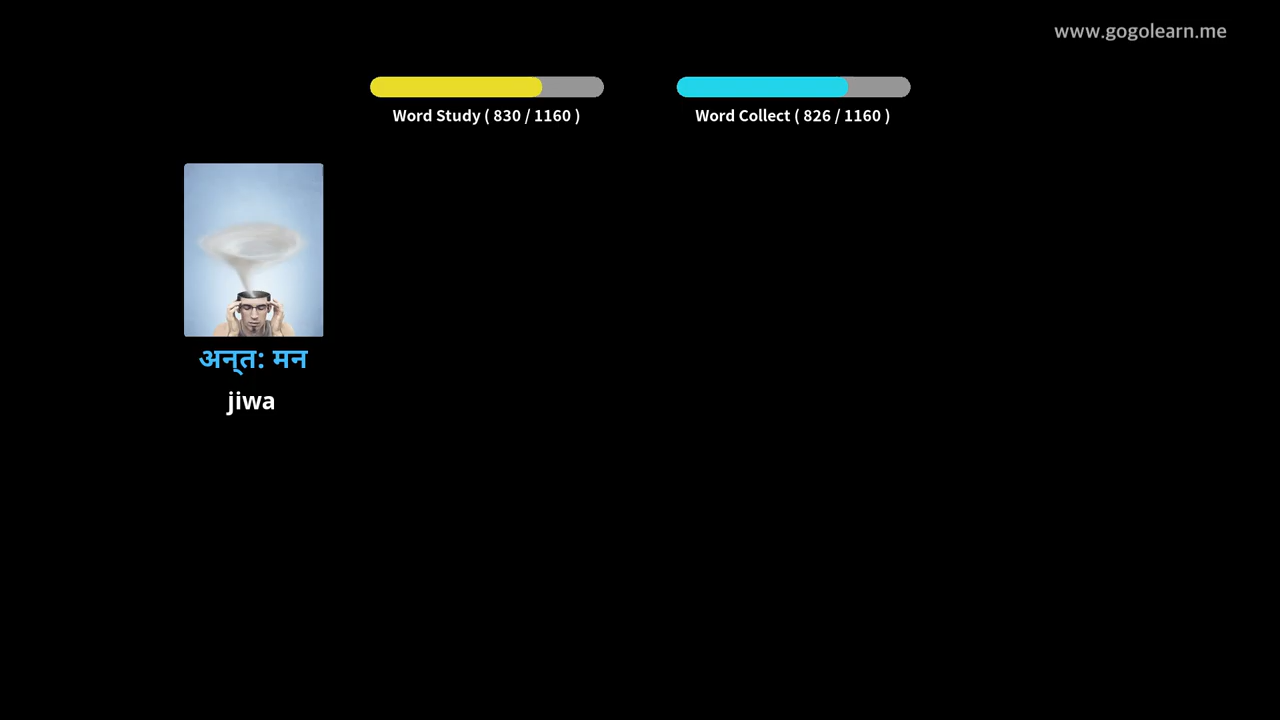 www.gogolearn.me
Word Study ( 830 / 1160 )
Word Collect ( 826 / 1160 )
अन्त: मन
jiwa